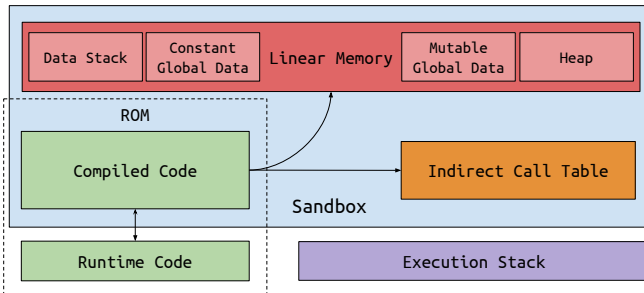 Data Stack
Constant
Global Data
Linear Memory
Mutable
Global Data
Heap
ROM
Compiled Code
Indirect Call Table
Sandbox
Runtime Code
Execution Stack